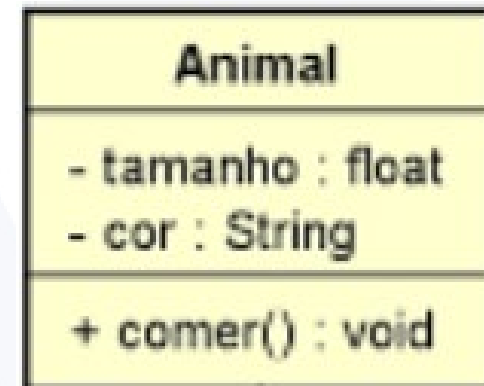 Animal
- tamanho : float
- cor : String
+ comer() : void